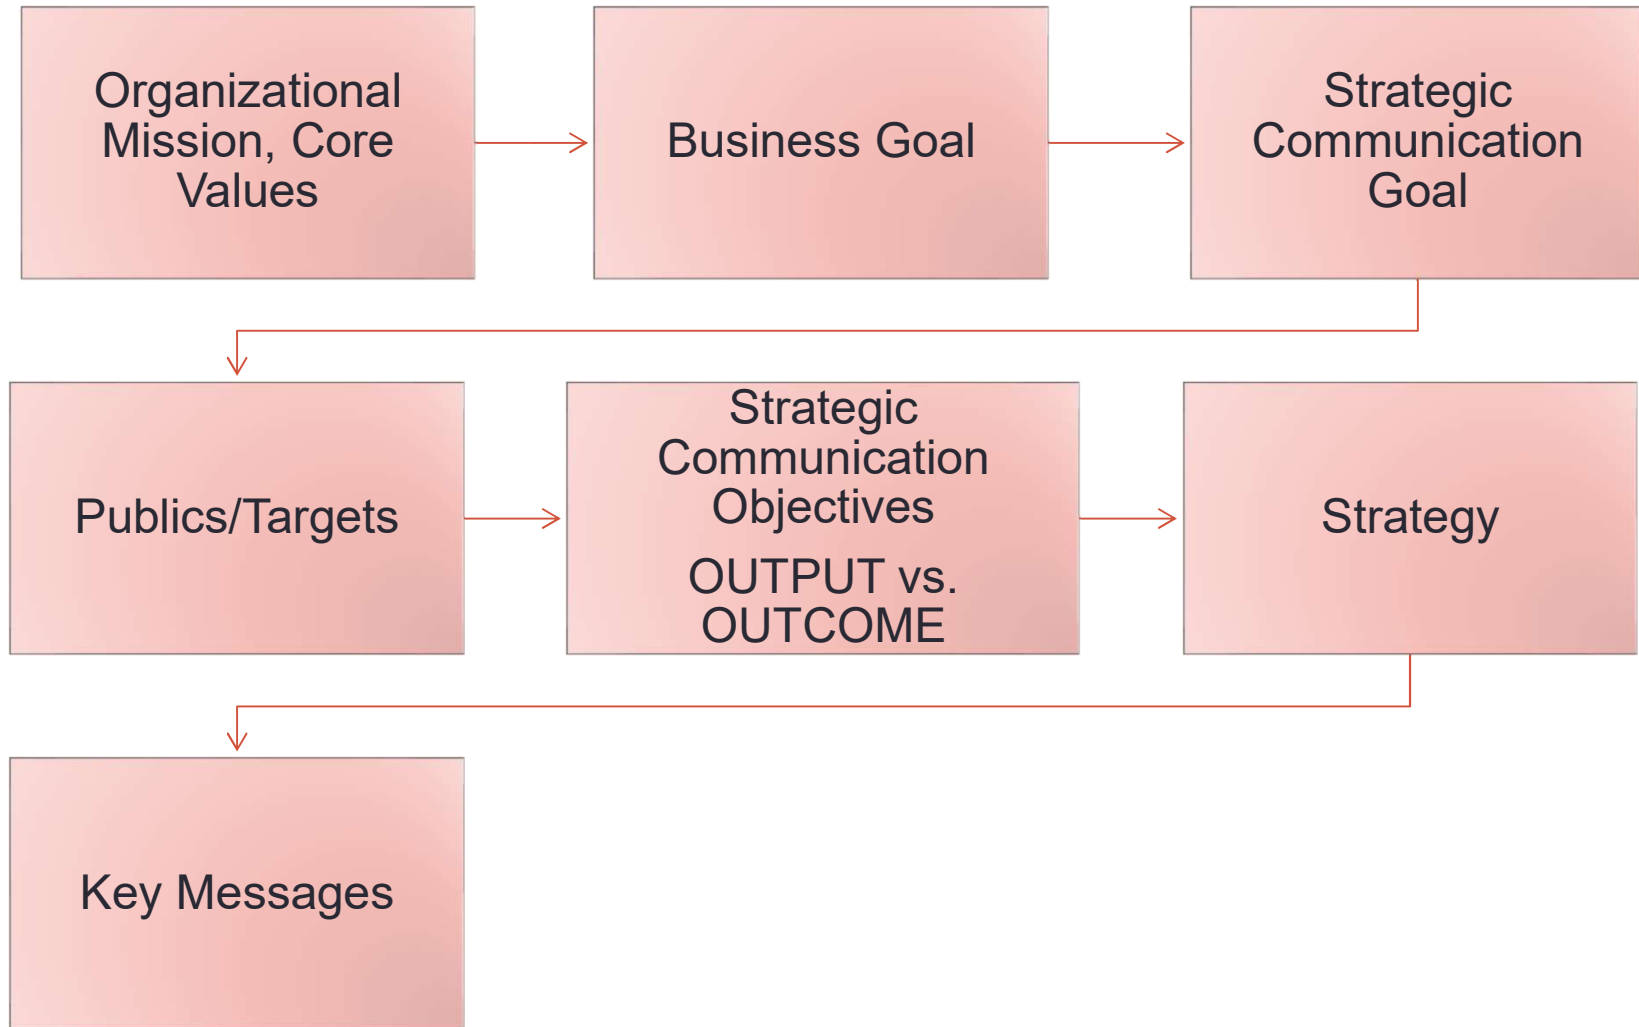 Organizational
Mission, Core
Values
Business Goal
Strategic
Communication
Goal
Publics/Targets
Strategic
Communication
Objectives
OUTPUT vs.
OUTCOME
Strategy
Key Messages